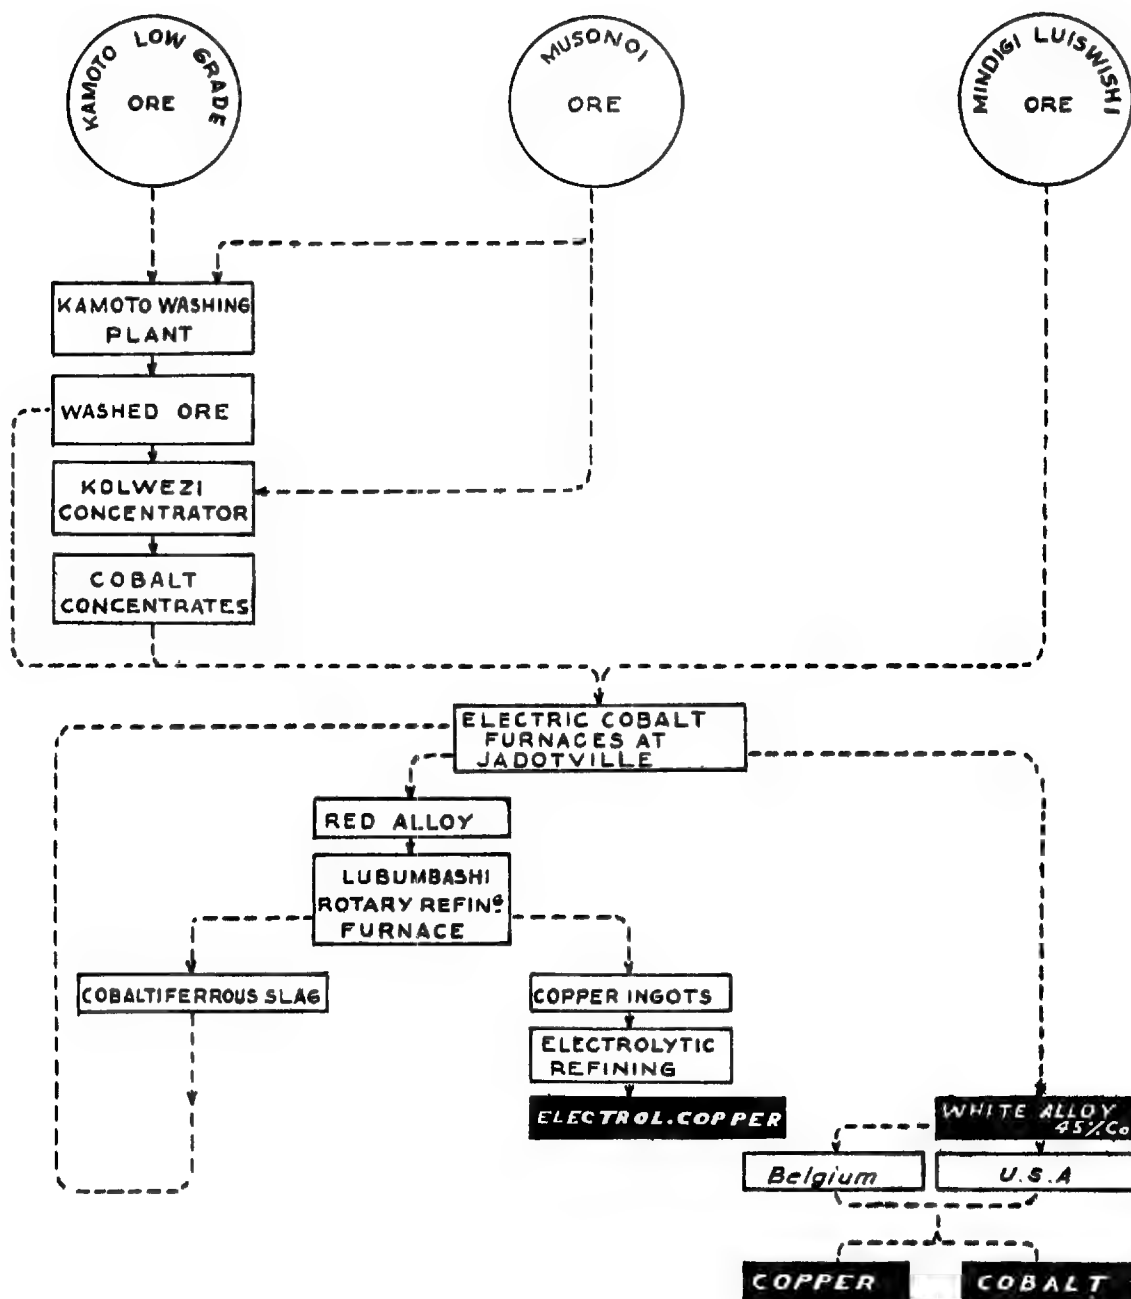 KAMOTO LOW GRADE
ORE
MUSONOI
ORE
MINDIGI LUISWISHI
ORE
KAMOTO WASHING
PLANT
WASHED ORE
KOLWEZI
CONCENTRATOR
COBALT
CONCENTRATES
ELECTRIC COBALT
FURNACES AT
JADOTVILLE
RED ALLOY
LUBUMBASHI
ROTARY REFING
FURNACE
COBALTIFERROUS SLAG
COPPER INGOTS
ELECTROLYTIC
REFINING
ELECTROL.COPPER
WHITE ALLOY
45%Co
Belgium
U.S.A
COPPER
COBALT